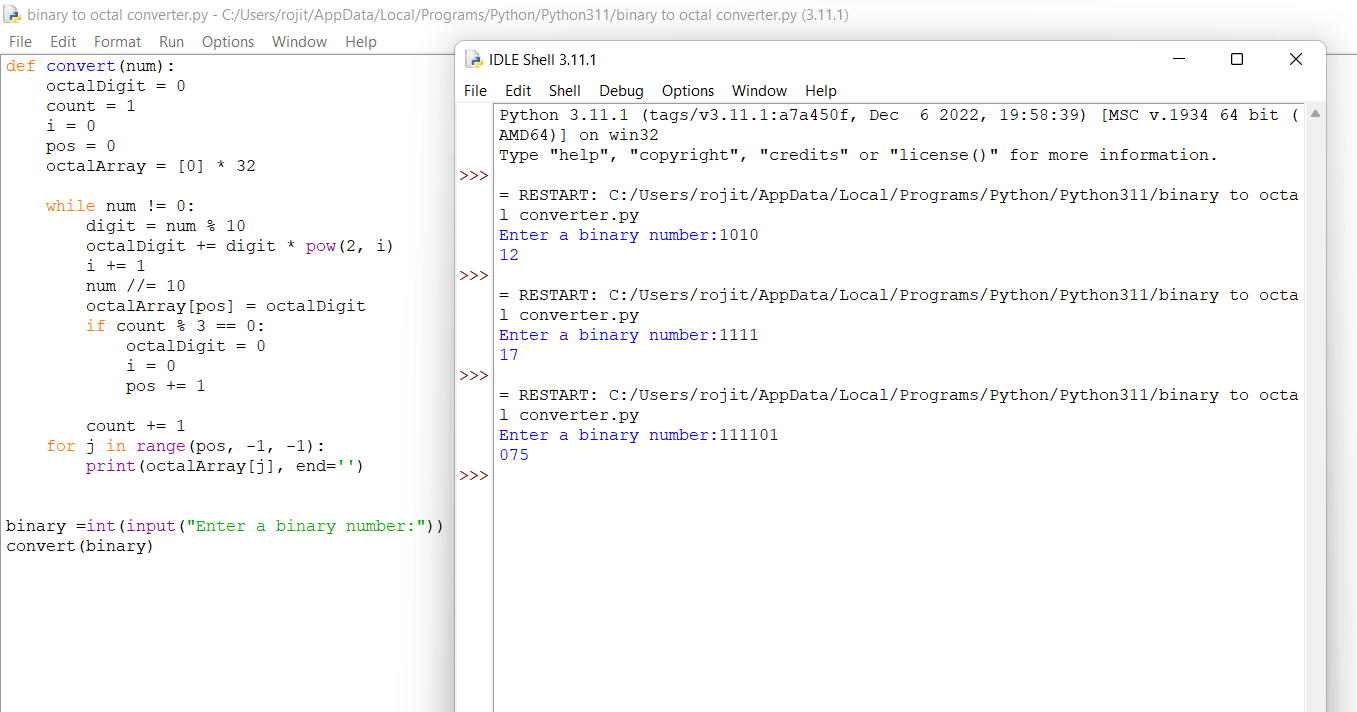 binary to octal converter.py - C:/Users/rojit/AppData/Local/Programs/Python/Python311/binary to octal converter.py (3.11.1)
File Edit Format Run Options Window Help
def convert(num):
    octalDigit = 0
    count = 1
    i = 0
    pos = 0
    octalArray = [0] * 32

    while num != 0:
        digit = num % 10
        octalDigit += digit * pow(2, i)
        i += 1
        num //= 10
        octalArray[pos] = octalDigit
        if count % 3 == 0:
            octalDigit = 0
            i = 0
            pos += 1

        count += 1
    for j in range(pos, -1, -1):
        print(octalArray[j], end='')


binary =int(input("Enter a binary number:"))
convert(binary)
IDLE Shell 3.11.1
File Edit Shell Debug Options Window Help
Python 3.11.1 (tags/v3.11.1:a7a450f, Dec  6 2022, 19:58:39) [MSC v.1934 64 bit (
AMD64)] on win32
Type "help", "copyright", "credits" or "license()" for more information.
>>>
= RESTART: C:/Users/rojit/AppData/Local/Programs/Python/Python311/binary to octa
l converter.py
Enter a binary number:1010
12
>>>
= RESTART: C:/Users/rojit/AppData/Local/Programs/Python/Python311/binary to octa
l converter.py
Enter a binary number:1111
17
>>>
= RESTART: C:/Users/rojit/AppData/Local/Programs/Python/Python311/binary to octa
l converter.py
Enter a binary number:111101
075
>>>